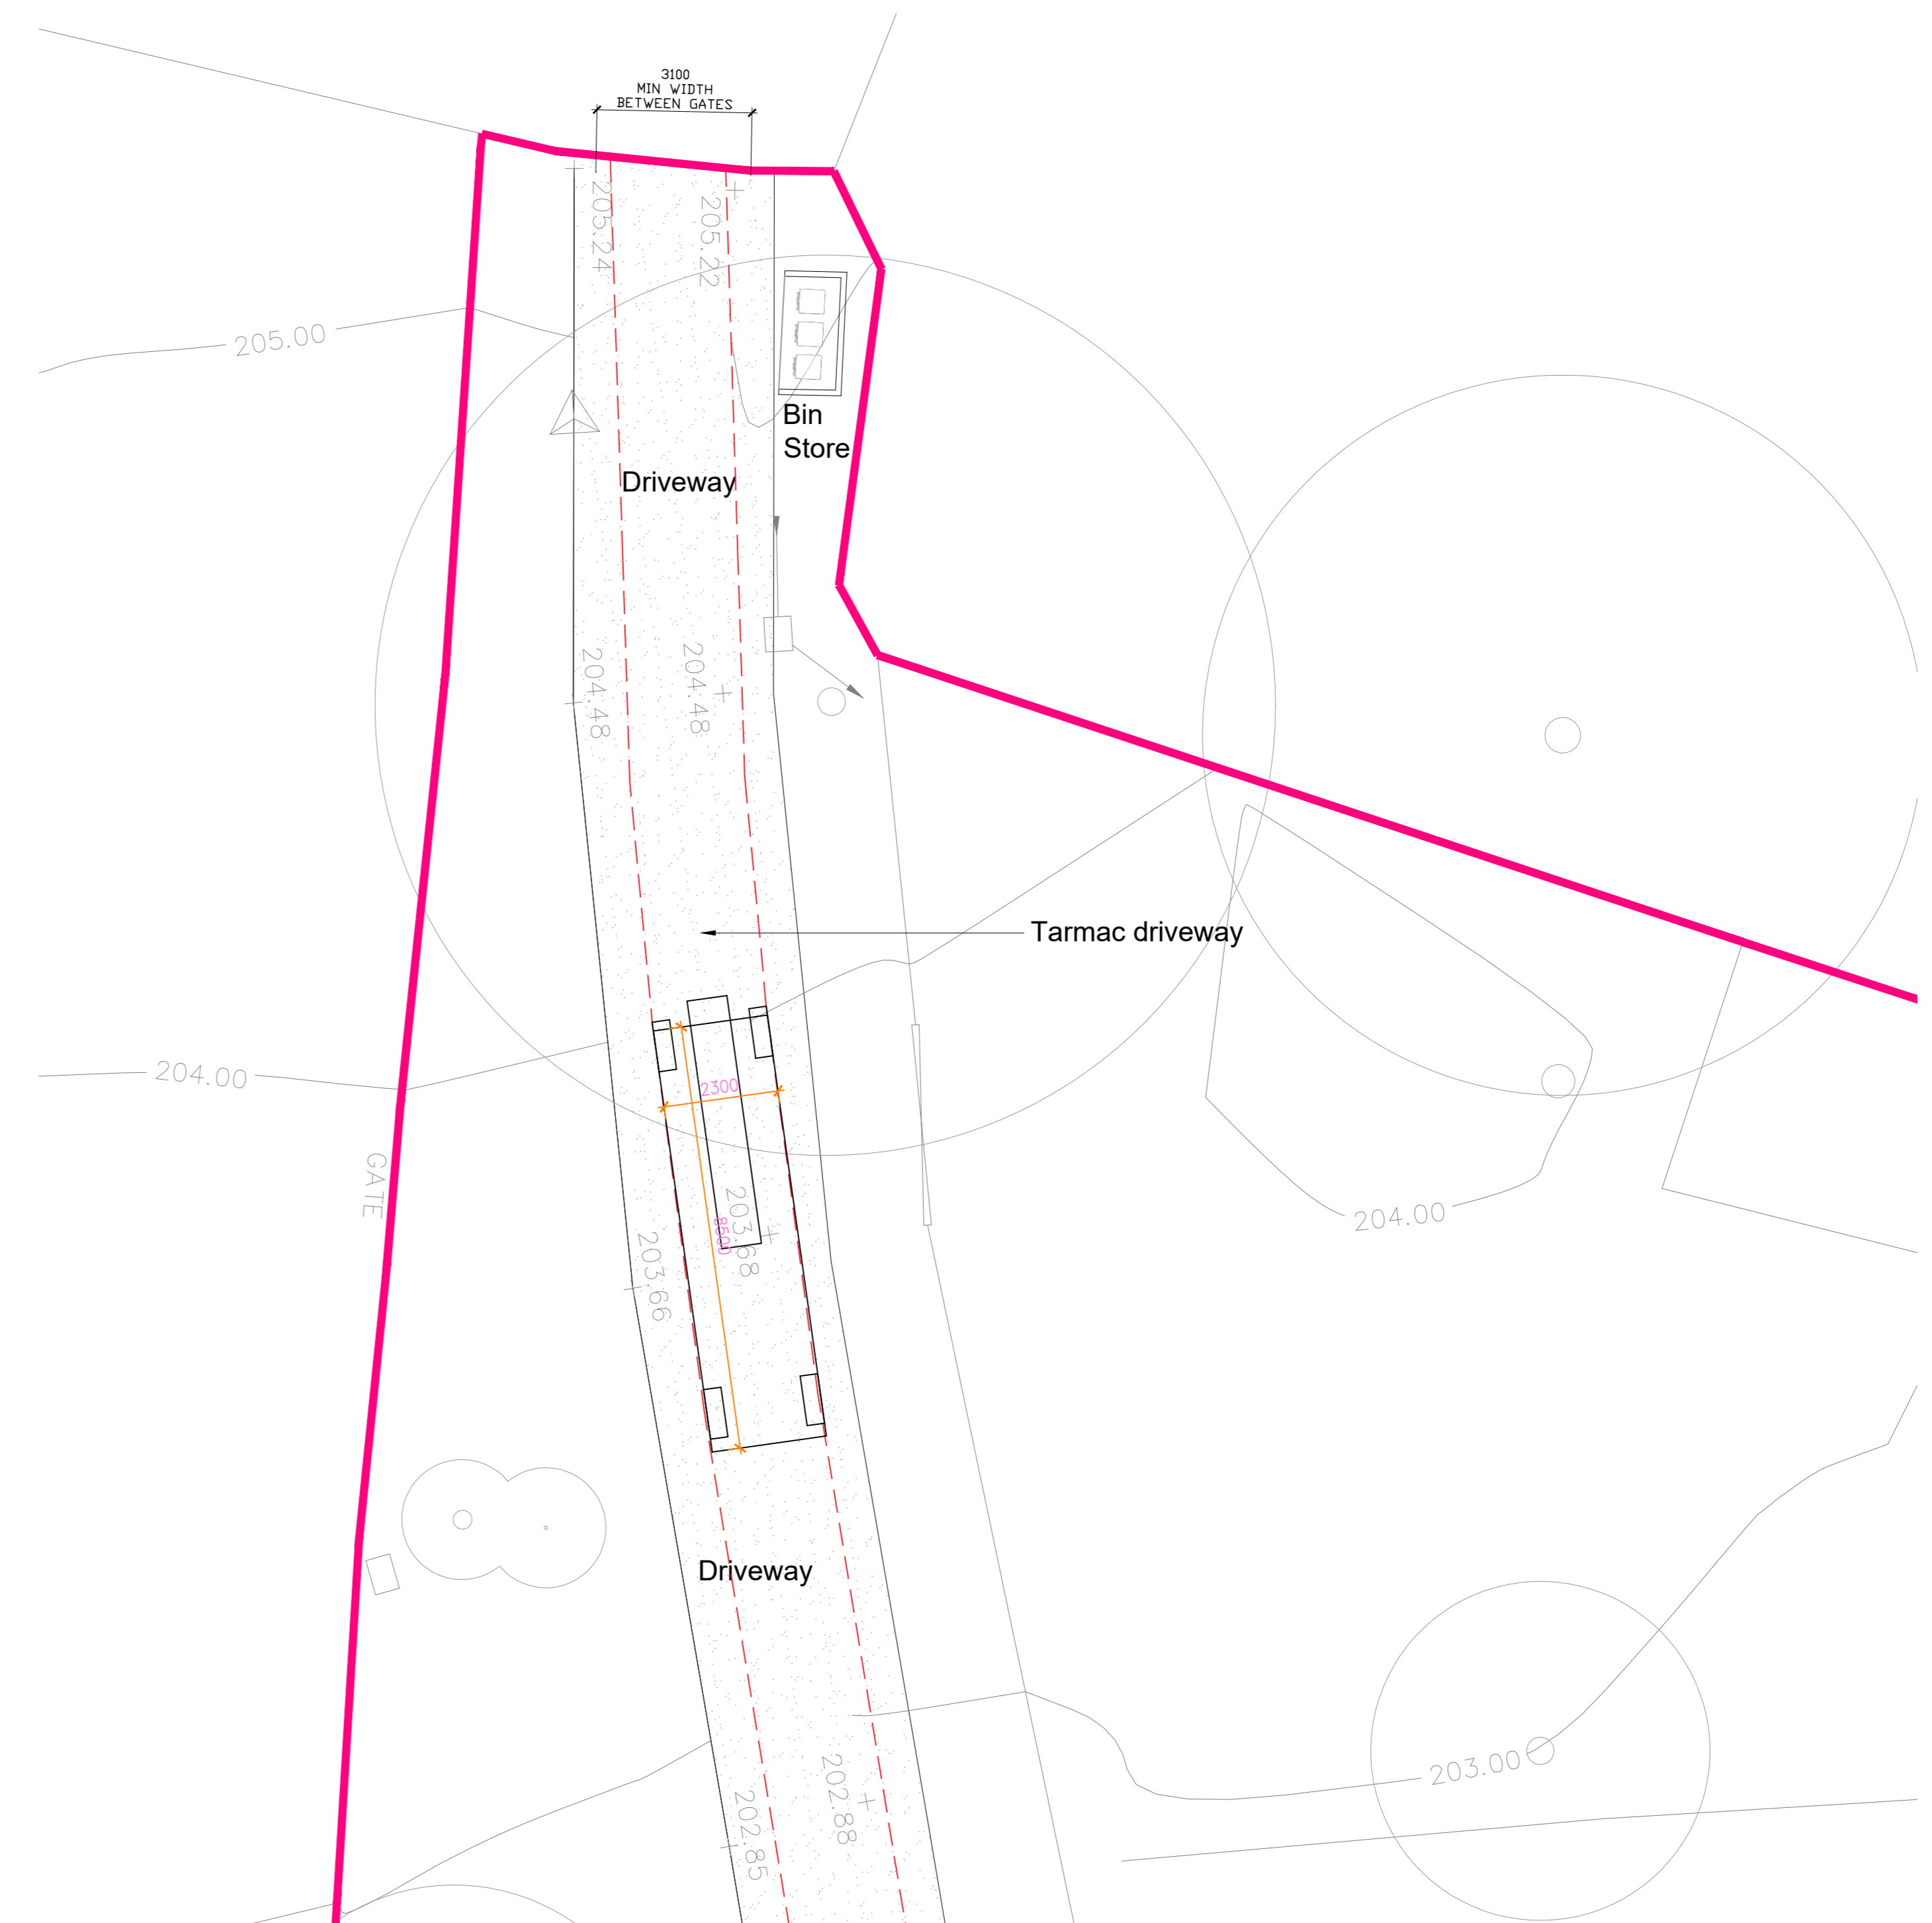 3100
MIN WIDTH
BETWEEN GATES
205.24
205.22
205.00
Bin
Store
Driveway
204.48
204.48
Tarmac driveway
204.00
2300
GATE
203.68
8500
204.00
203.66
Driveway
203.00
202.88
202.85